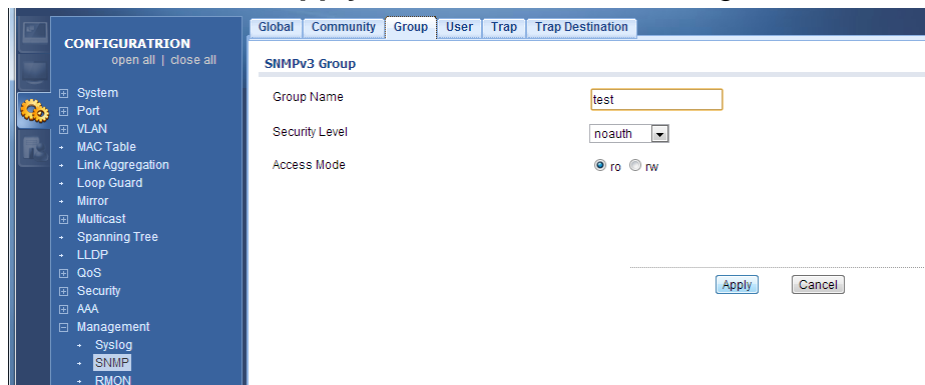 Global Community Group User Trap Trap Destination
CONFIGURATRION
open all | close all
SNMPv3 Group
System
Group Name test
Port
VLAN
Security Level noauth
MAC Table
Link Aggregation
Access Mode ro rw
Loop Guard
Mirror
Multicast
Spanning Tree
LLDP
QoS
Security
Apply Cancel
AAA
Management
Syslog
SNMP
RMON